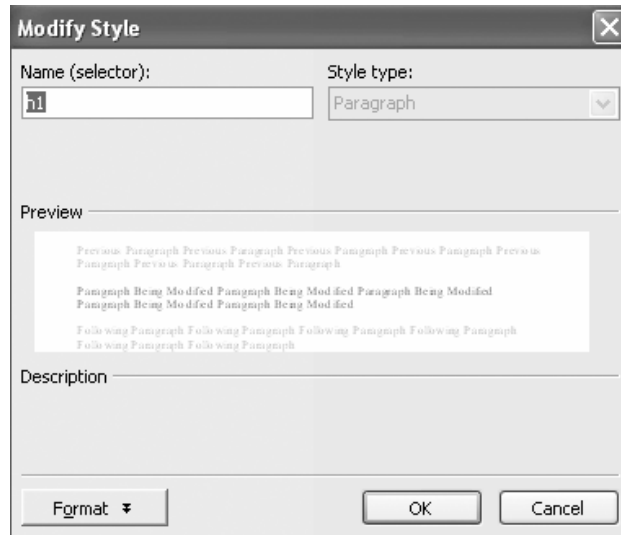 Modify Style
Name (selector):
Style type:
h1
Paragraph
Preview
Previous Paragraph Previous Paragraph Previous Paragraph Previous Paragraph Previous
Paragraph Previous Paragraph Previous Paragraph
Paragraph Being Modified Paragraph Being Modified Paragraph Being Modified
Paragraph Being Modified Paragraph Being Modified
Following Paragraph Following Paragraph Following Paragraph Following Paragraph
Following Paragraph Following Paragraph
Description
Format
OK
Cancel